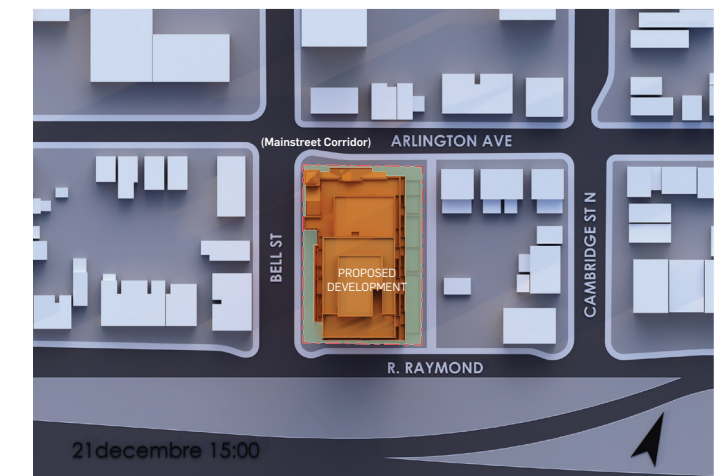 (Mainstreet Corridor) ARLINGTON AVE
BELL ST
PROPOSED
DEVELOPMENT
CAMBRIDGE ST N
R. RAYMOND
21decembre 15:00